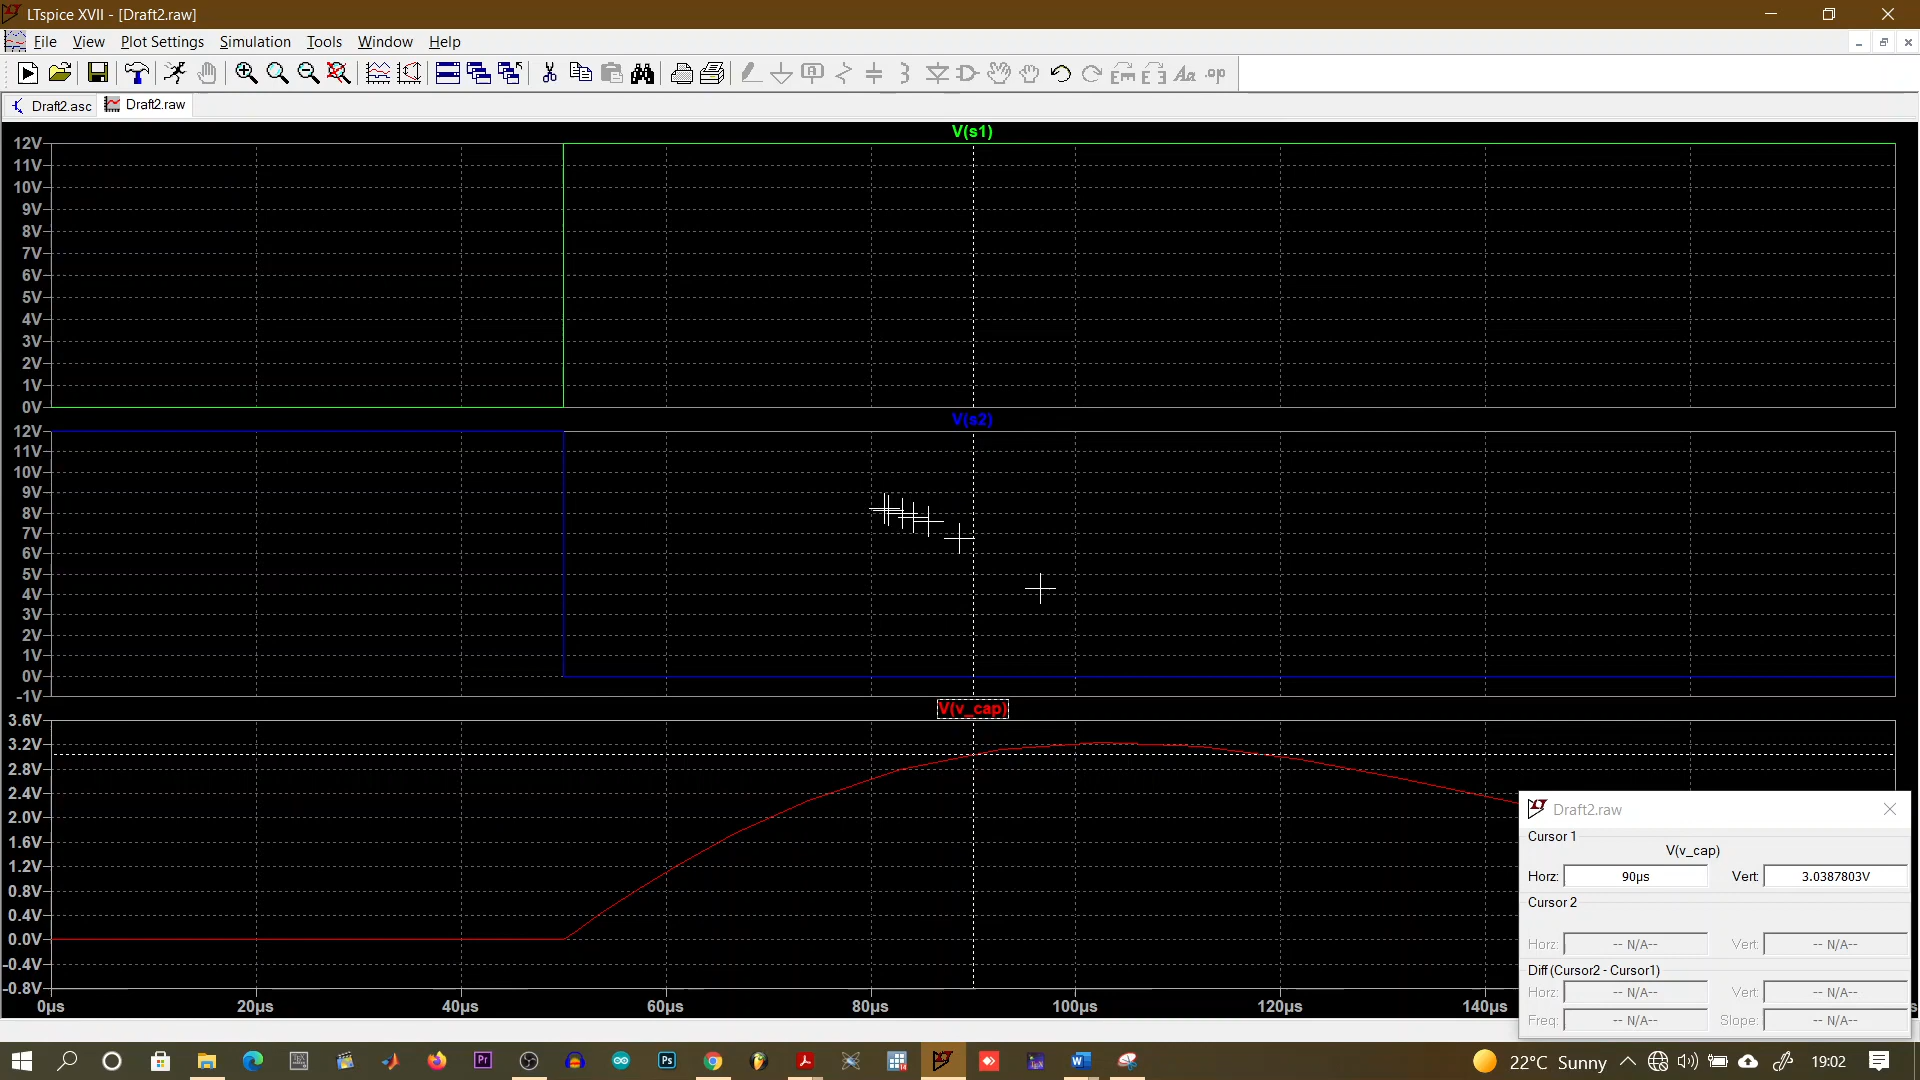 LTspice XVII - [Draft2.raw]
File View Plot Settings Simulation Tools Window Help
Draft2.asc Draft2.raw
V(s1)
12V
11V
10V
9V
8V
7V
6V
5V
4V
3V
2V
1V
0V
V(s2)
12V
11V
10V
9V
8V
7V
6V
5V
4V
3V
2V
1V
0V
-1V
V(v_cap)
3.6V
3.2V
2.8V
2.4V
2.0V
1.6V
1.2V
0.8V
0.4V
0.0V
-0.4V
-0.8V
0µs 20µs 40µs 60µs 80µs 100µs 120µs 140µs
Draft2.raw
Cursor 1
V(v_cap)
Horz: 90µs Vert: 3.0387803V
Cursor 2
Horz: -- N/A-- Vert: -- N/A--
Diff (Cursor2 - Cursor1)
Horz: -- N/A-- Vert: -- N/A--
Freq: -- N/A-- Slope: -- N/A--
22°C Sunny 19:02